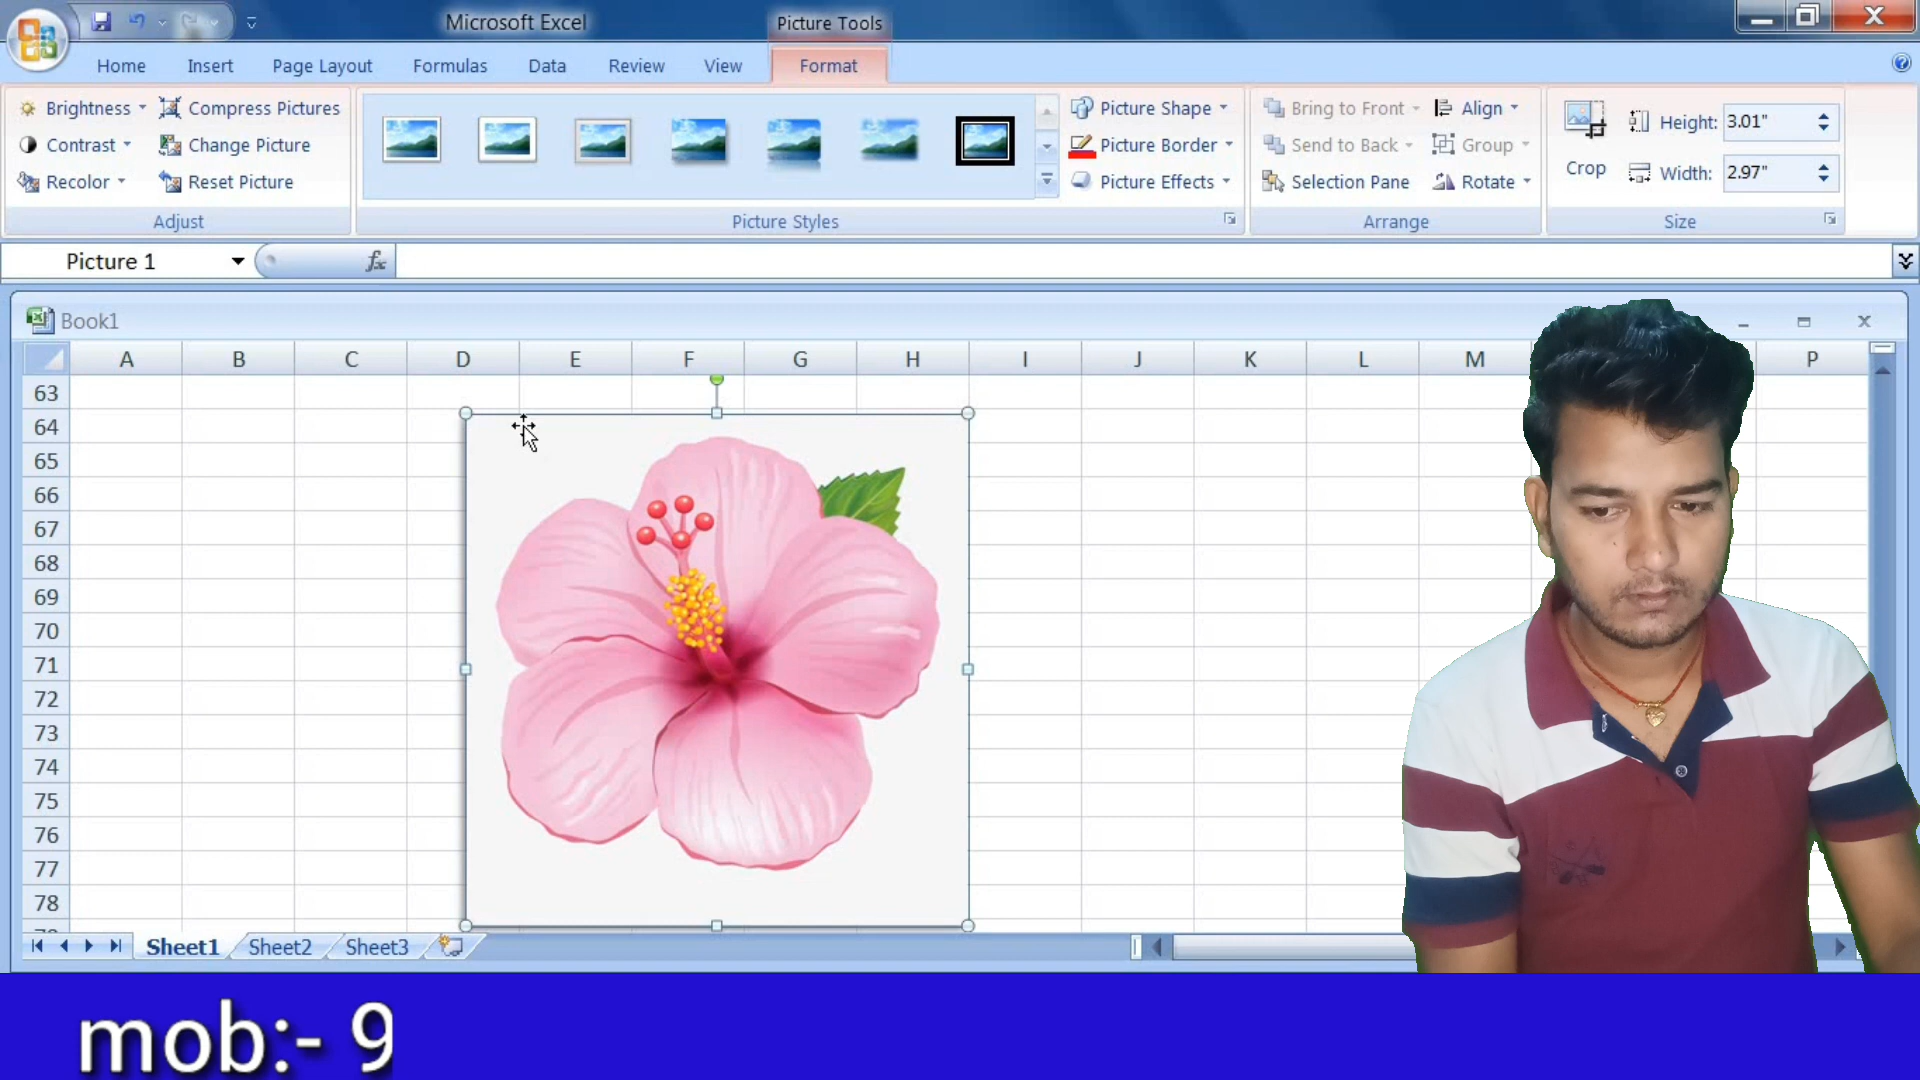 Microsoft Excel
Picture Tools
Home Insert Page Layout Formulas Data Review View Format
Brightness Compress Pictures Picture Shape Bring to Front Align Height: 3.01"
Contrast Change Picture Picture Border Send to Back Group
Recolor Reset Picture Picture Effects Selection Pane Rotate Crop Width: 2.97"
Adjust Picture Styles Arrange Size
Picture 1 fx
Book1
A B C D E F G H I J K L M P
63
64
65
66
67
68
69
70
71
72
73
74
75
76
77
78
Sheet1 Sheet2 Sheet3
mob:- 9